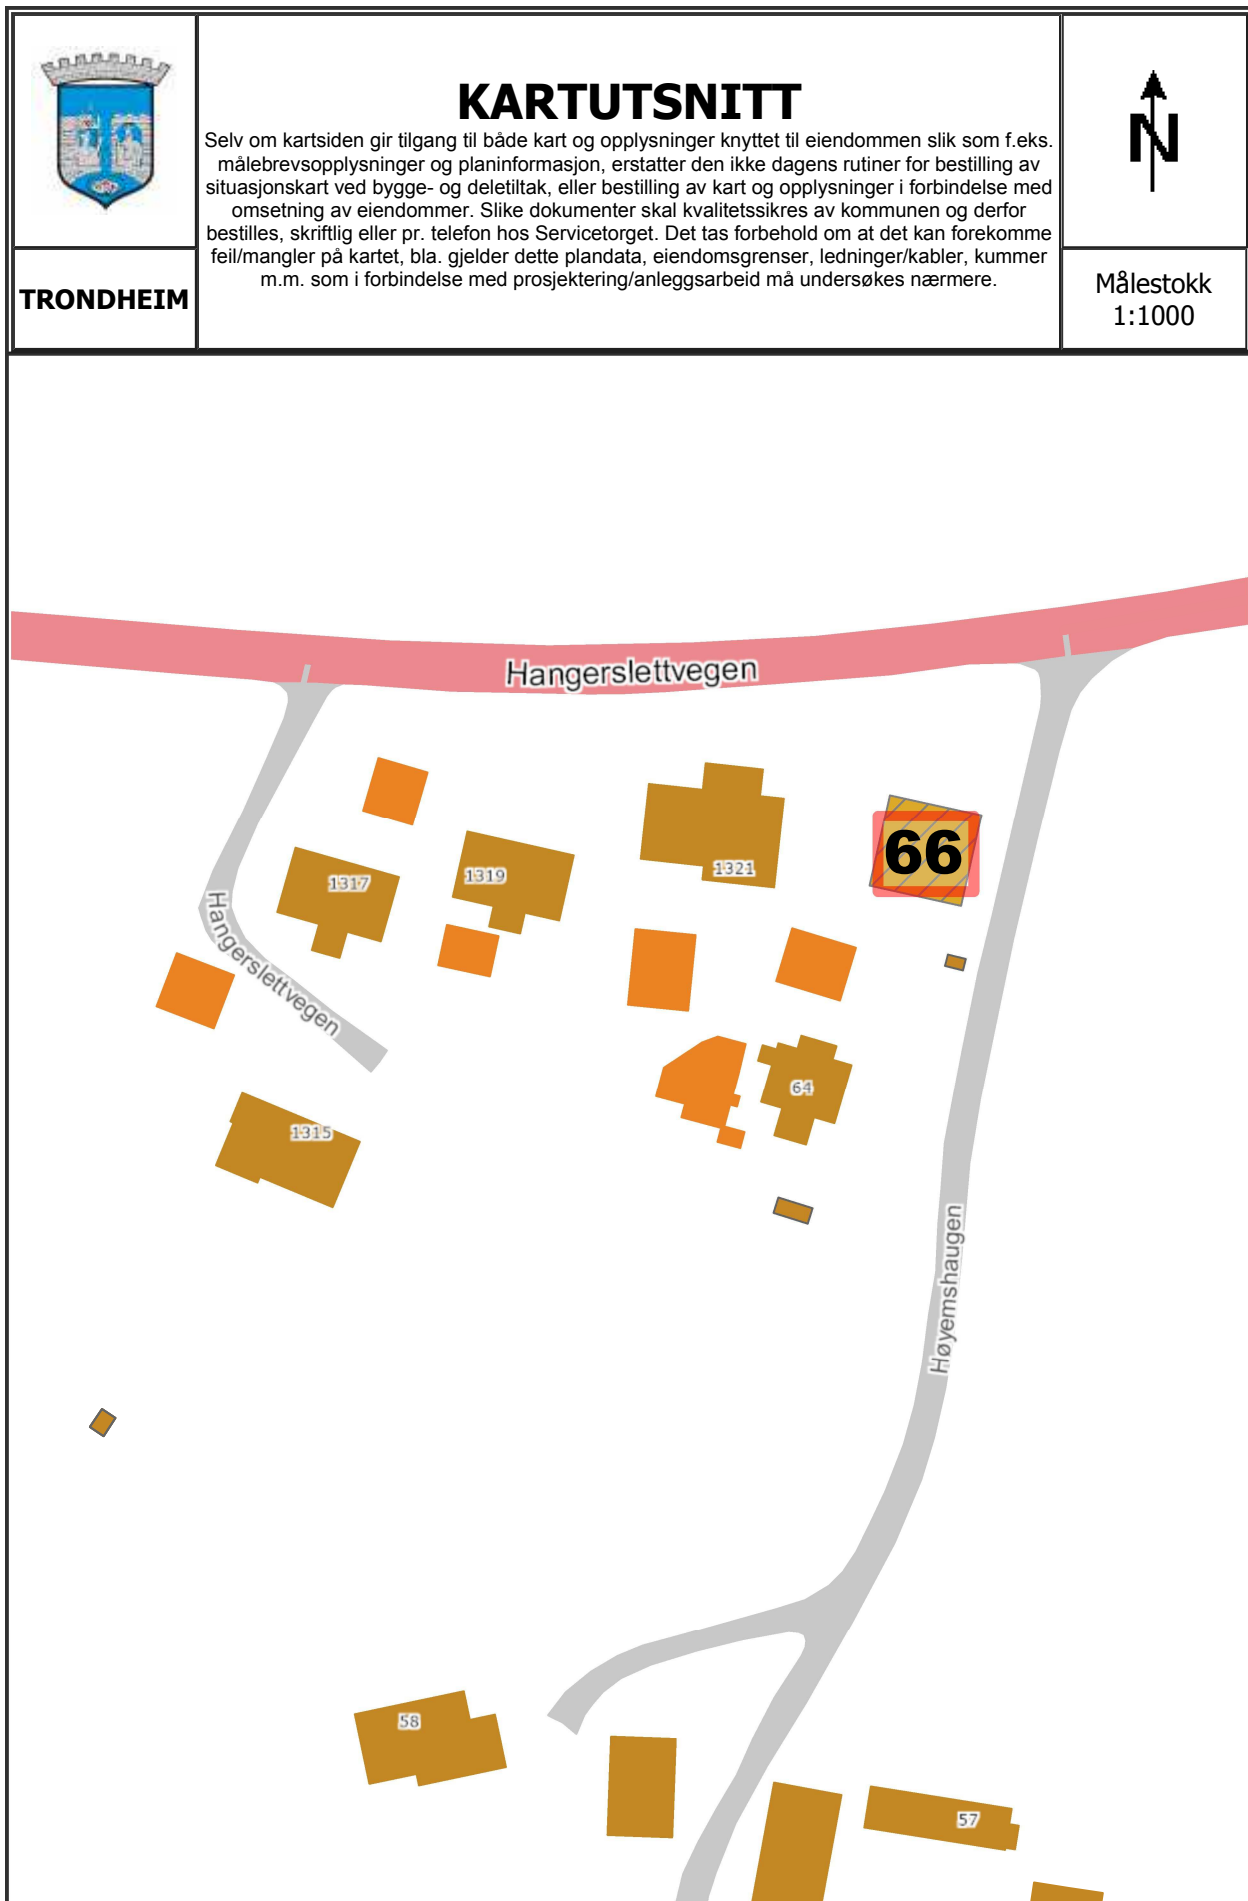 KARTUTSNITT
Selv om kartsiden gir tilgang til både kart og opplysninger knyttet til eiendommen slik som f.eks.
målebrevsopplysninger og planinformasjon, erstatter den ikke dagens rutiner for bestilling av
situasjonskart ved bygge- og deletiltak, eller bestilling av kart og opplysninger i forbindelse med
omsetning av eiendommer. Slike dokumenter skal kvalitetssikres av kommunen og derfor
bestilles, skriftlig eller pr. telefon hos Servicetorget. Det tas forbehold om at det kan forekomme
feil/mangler på kartet, bla. gjelder dette plandata, eiendomsgrenser, ledninger/kabler, kummer
m.m. som i forbindelse med prosjektering/anleggsarbeid må undersøkes nærmere.
N
TRONDHEIM
Målestokk
1:1000
Hangerslettvegen
66
1321
1319
1317
Hangerslettvegen
64
1315
Høyemshaugen
58
57